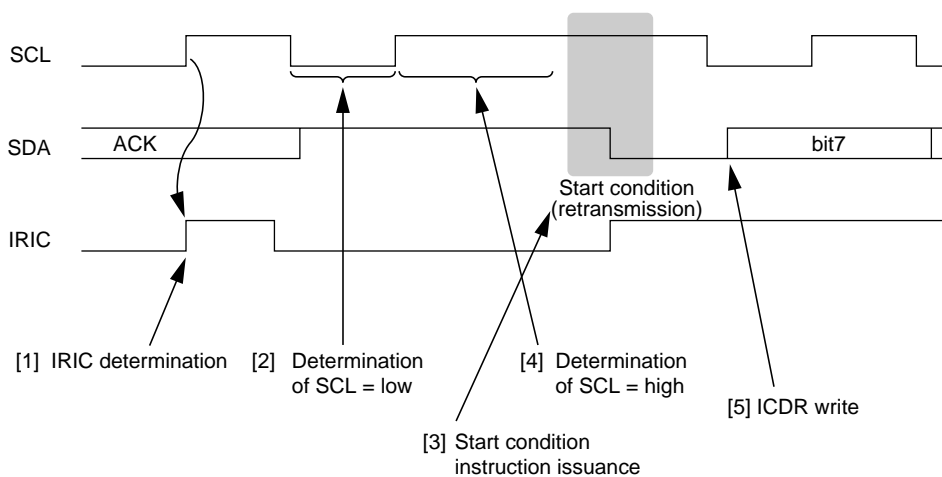 SCL
SDA
ACK
bit7
Start condition
(retransmission)
IRIC
[1] IRIC determination
[2] Determination
of SCL = low
[4] Determination
of SCL = high
[5] ICDR write
[3] Start condition
instruction issuance